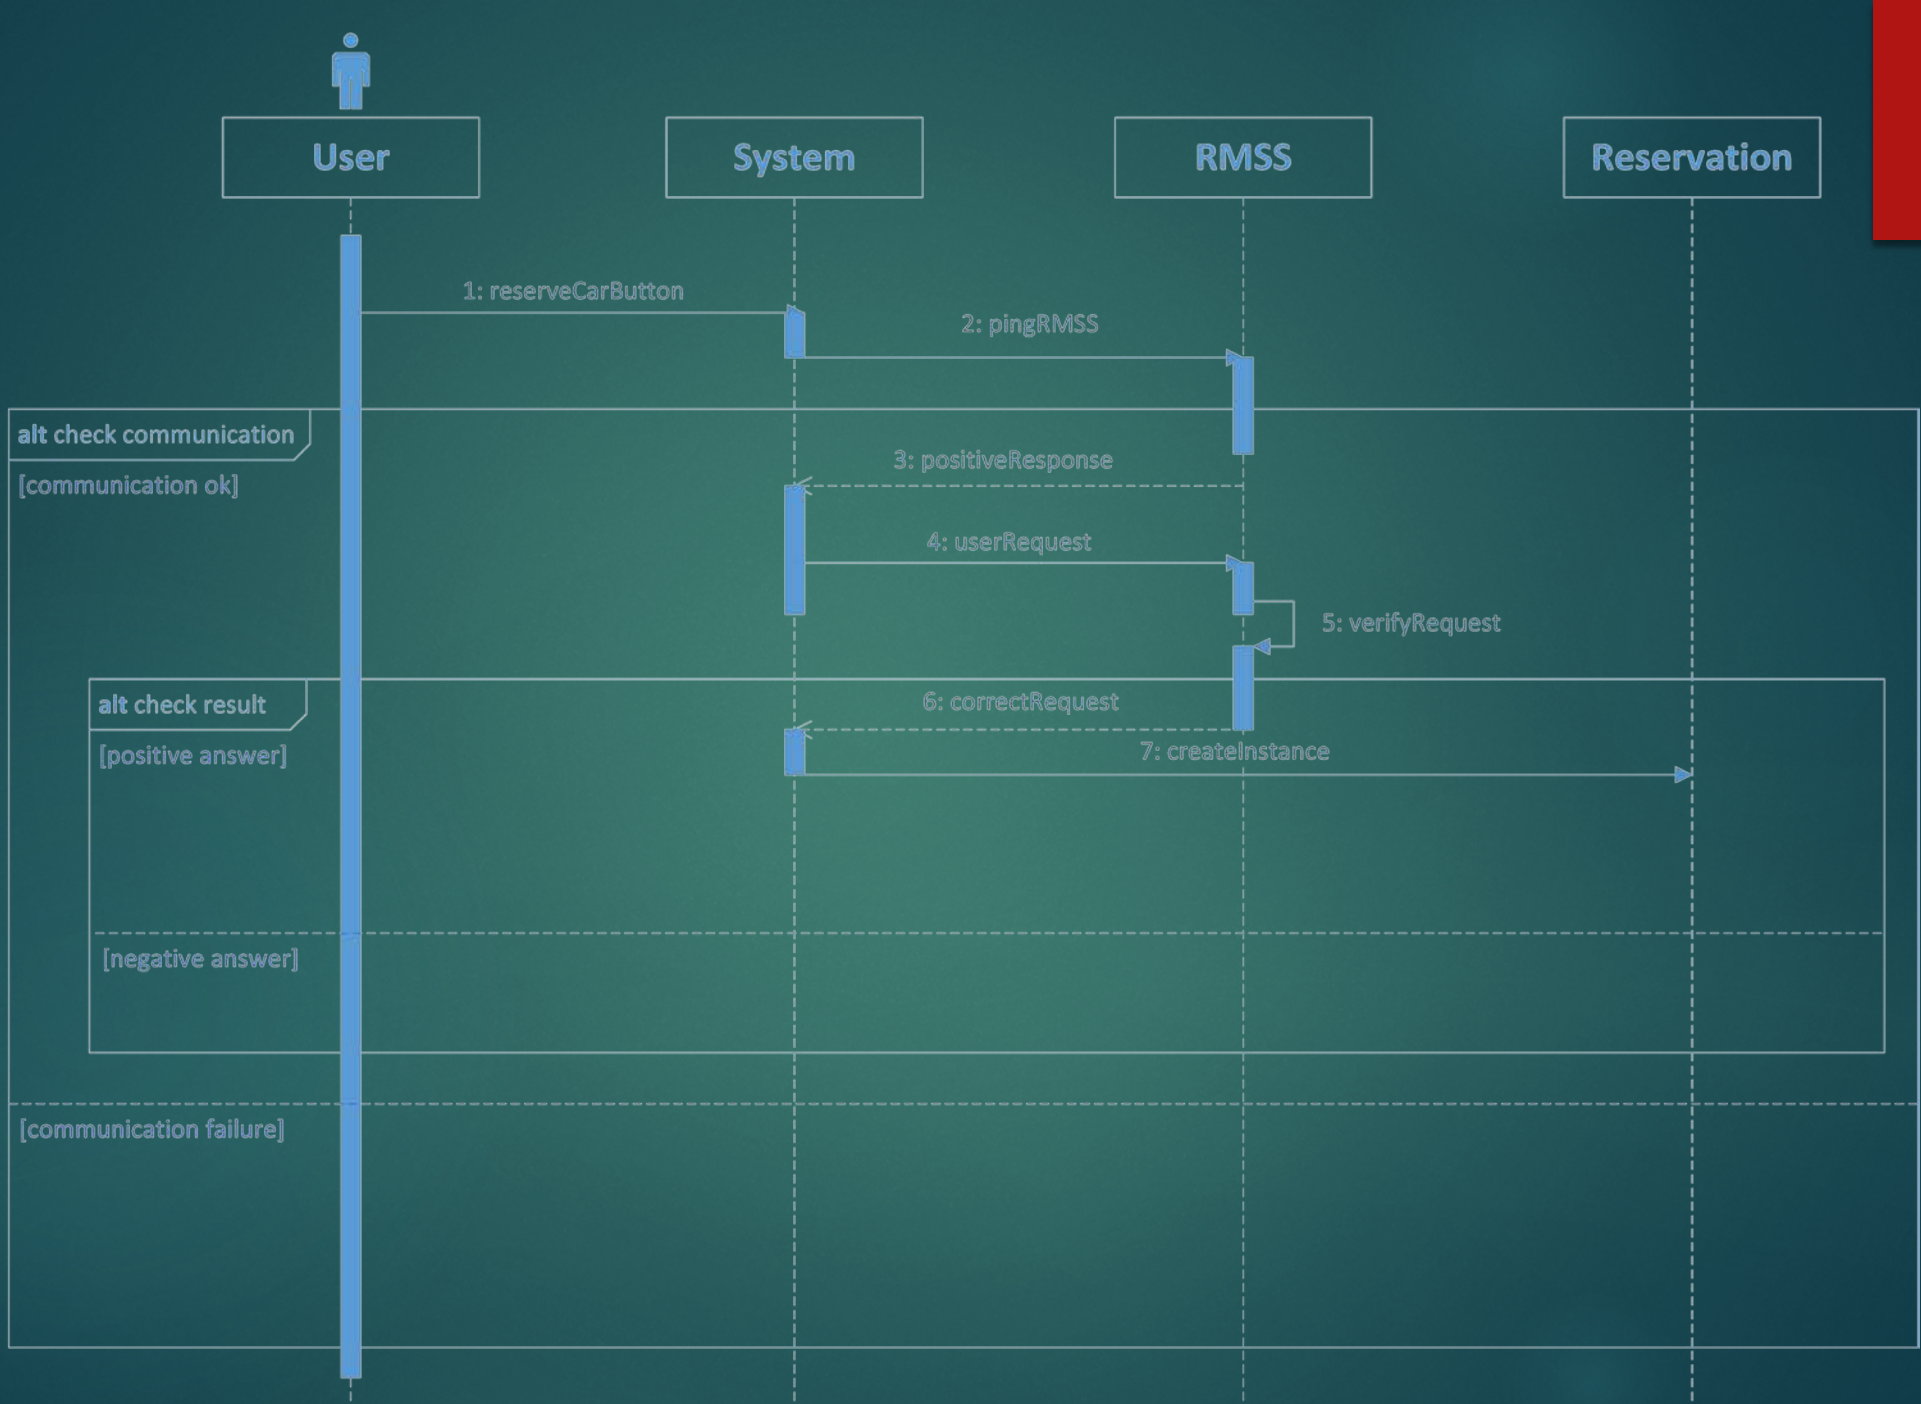 User
System
RMSS
Reservation
1: reserveCarButton
2: pingRMSS
alt check communication
[communication ok]
3: positiveResponse
4: userRequest
5: verifyRequest
alt check result
6: correctRequest
[positive answer]
7: createInstance
[negative answer]
[communication failure]